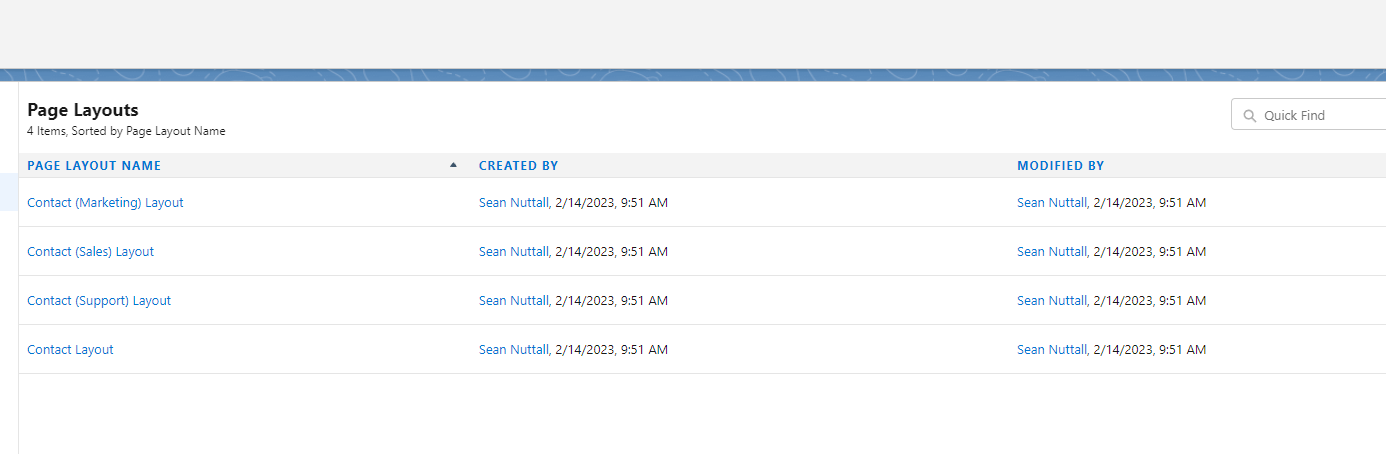 Page Layouts
4 Items, Sorted by Page Layout Name
Quick Find
PAGE LAYOUT NAME CREATED BY MODIFIED BY
Contact (Marketing) Layout Sean Nuttall, 2/14/2023, 9:51 AM Sean Nuttall, 2/14/2023, 9:51 AM
Contact (Sales) Layout Sean Nuttall, 2/14/2023, 9:51 AM Sean Nuttall, 2/14/2023, 9:51 AM
Contact (Support) Layout Sean Nuttall, 2/14/2023, 9:51 AM Sean Nuttall, 2/14/2023, 9:51 AM
Contact Layout Sean Nuttall, 2/14/2023, 9:51 AM Sean Nuttall, 2/14/2023, 9:51 AM